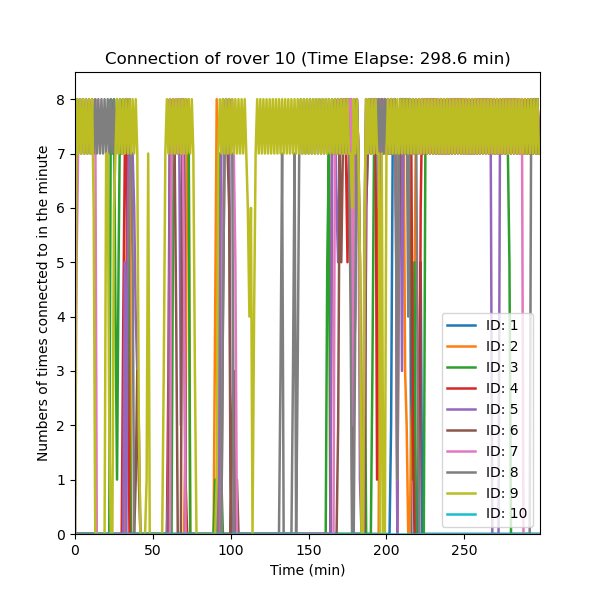 Connection of rover 10 (Time Elapse: 298.6 min)
Numbers of times connected to in the minute
8
7
6
5
4
3
2
1
0
0 50 100 150 200 250
Time (min)
ID: 1
ID: 2
ID: 3
ID: 4
ID: 5
ID: 6
ID: 7
ID: 8
ID: 9
ID: 10